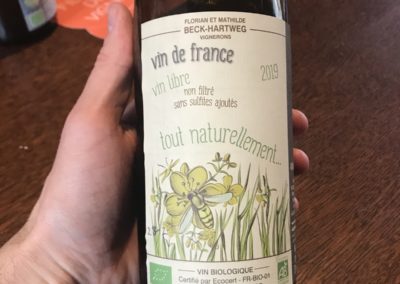 FLORIAN ET MATHILDE
BECK-HARTWEG
VIGNERONS
vin de france
vin libre 2019
non filtré
sans sulfites ajoutés
tout naturellement...
VIN BIOLOGIQUE
Certifié par Ecocert - FR-BIO-01
AB